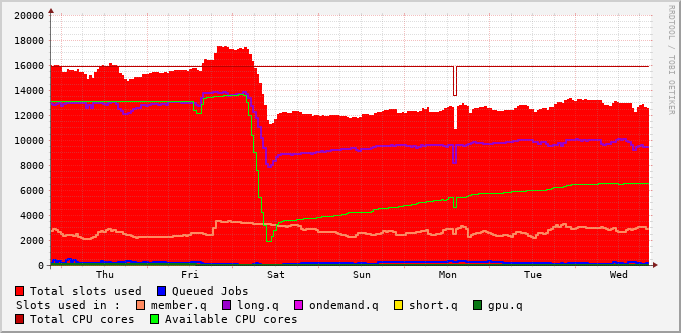 20000
18000
16000
14000
12000
10000
8000
6000
4000
2000
0
Thu Fri Sat Sun Mon Tue Wed
RRDTOOL / TOBI OETIKER
Total slots used Queued Jobs
Slots used in : member.q long.q ondemand.q short.q gpu.q
Total CPU cores Available CPU cores